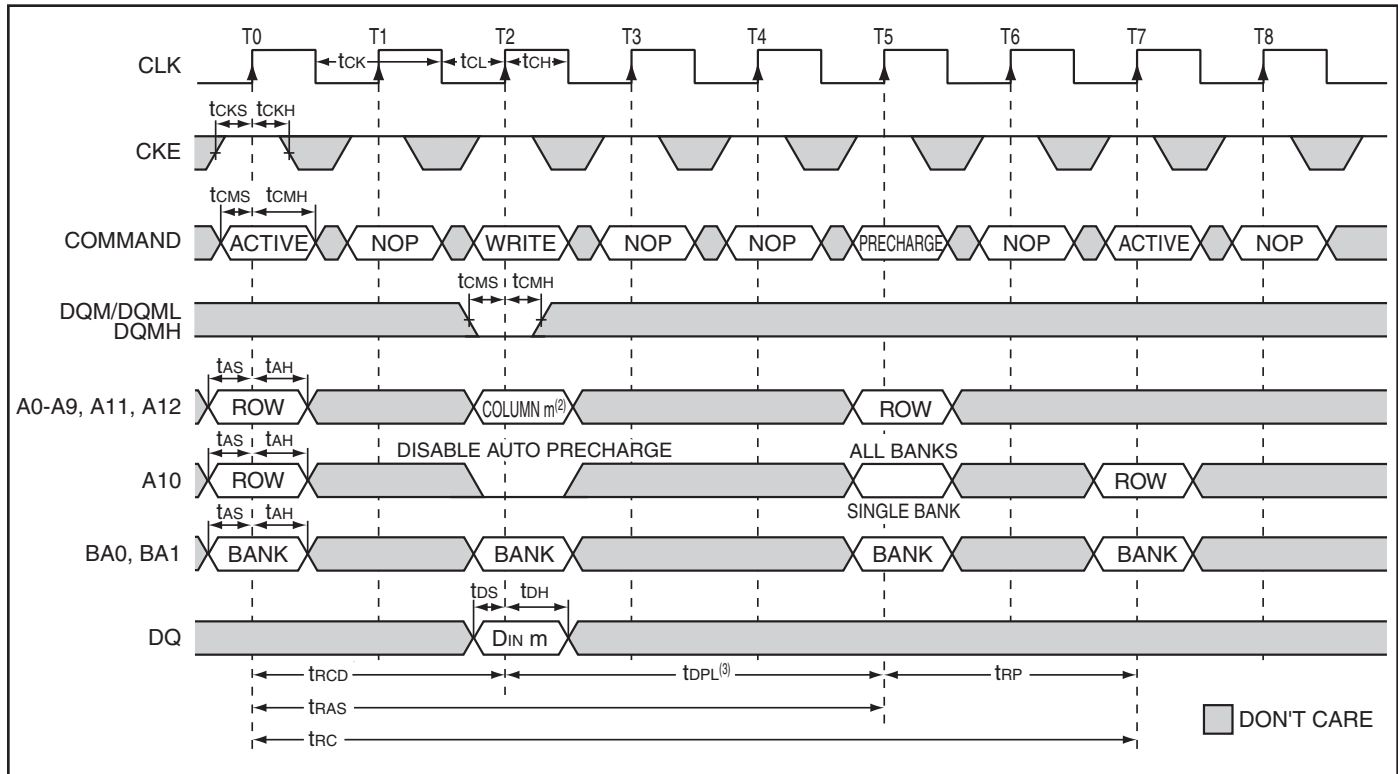 T0 T1 T2 T3 T4 T5 T6 T7 T8
CLK tCK tCL tCH
tCKS tCKH
CKE
tCMS tCMH
COMMAND ACTIVE NOP WRITE NOP NOP PRECHARGE NOP ACTIVE NOP
tCMS tCMH
DQM/DQML
DQMH
tAS tAH
A0-A9, A11, A12 ROW COLUMN m(2) ROW
tAS tAH DISABLE AUTO PRECHARGE ALL BANKS
A10 ROW ROW
tAS tAH SINGLE BANK
BA0, BA1 BANK BANK BANK BANK
tDS tDH
DQ DIN m
tRCD tDPL(3) tRP
tRAS
DON'T CARE
tRC